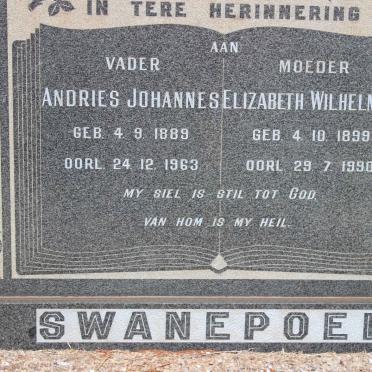 IN TERE HERINNERING
AAN
VADER MOEDER
ANDRIES JOHANNES ELIZABETH WILHELM
GEB. 4. 9. 1889 GEB. 4. 10. 1899
OORL. 24. 12. 1963 OORL. 29. 7. 1990
MY SIEL IS STIL TOT GOD,
VAN HOM IS MY HEIL.
SWANEPOEL